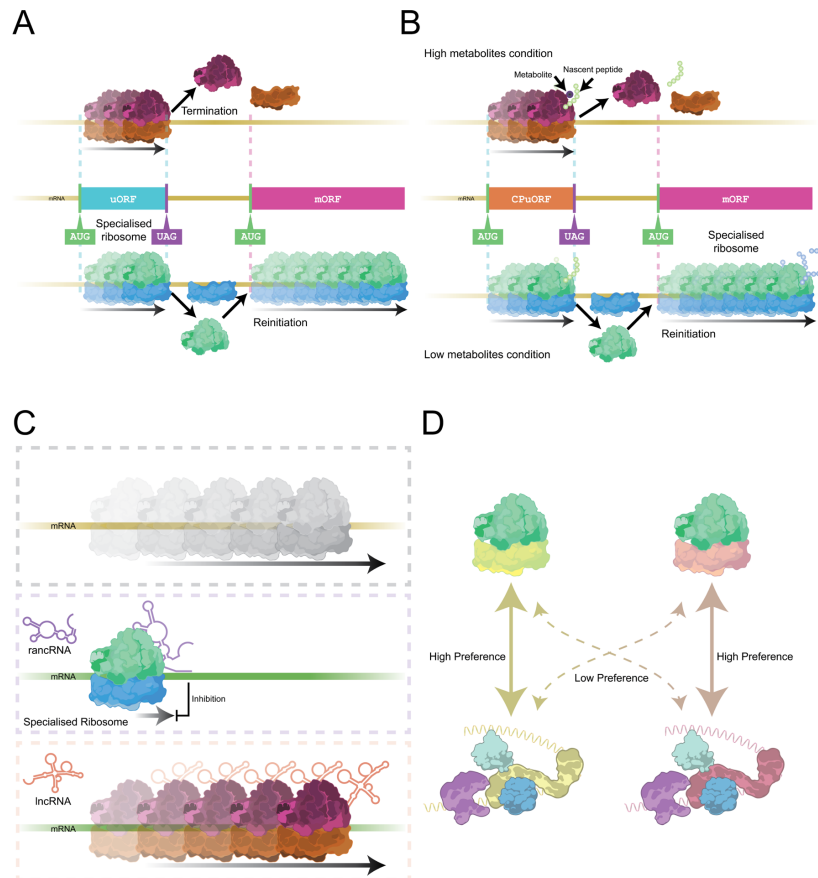 A
Termination
mRNA
uORF
mORF
Specialised
ribosome
AUG
UAG
AUG
Reinitiation
B
High metabolites condition
Metabolite
Nascent peptide
mRNA
CPuORF
mORF
AUG
UAG
AUG
Specialised
ribosome
Reinitiation
Low metabolites condition
C
mRNA
rancRNA
mRNA
Inhibition
Specialised Ribosome
lncRNA
mRNA
D
High Preference
Low Preference
High Preference